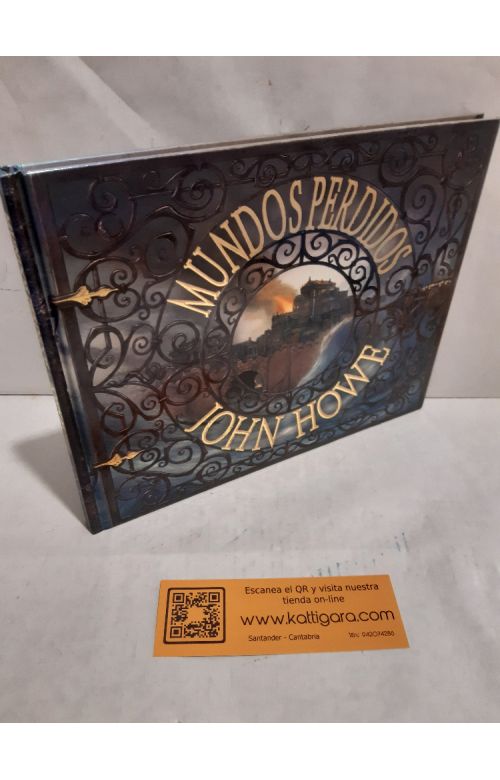 MUNDOS PERDIDOS
JOHN HOWE
Escanea el QR y visita nuestra
tienda on-line
www.kattigara.com
Santander - Cantabria